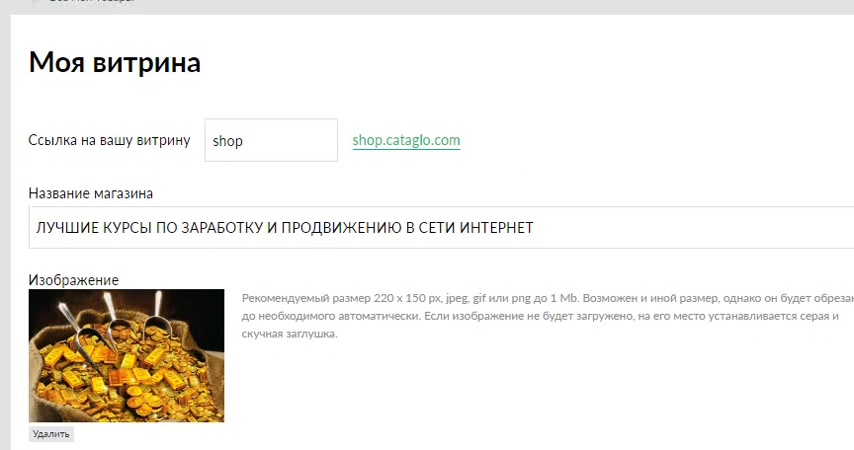 Моя витрина
Ссылка на вашу витрину shop shop.cataglo.com
Название магазина
ЛУЧШИЕ КУРСЫ ПО ЗАРАБОТКУ И ПРОДВИЖЕНИЮ В СЕТИ ИНТЕРНЕТ
Изображение
Рекомендуемый размер 220 x 150 px, jpeg, gif или png до 1 Mb. Возможен и иной размер, однако он будет обрезан
до необходимого автоматически. Если изображение не будет загружено, на его место устанавливается серая и
скучная заглушка.
Удалить